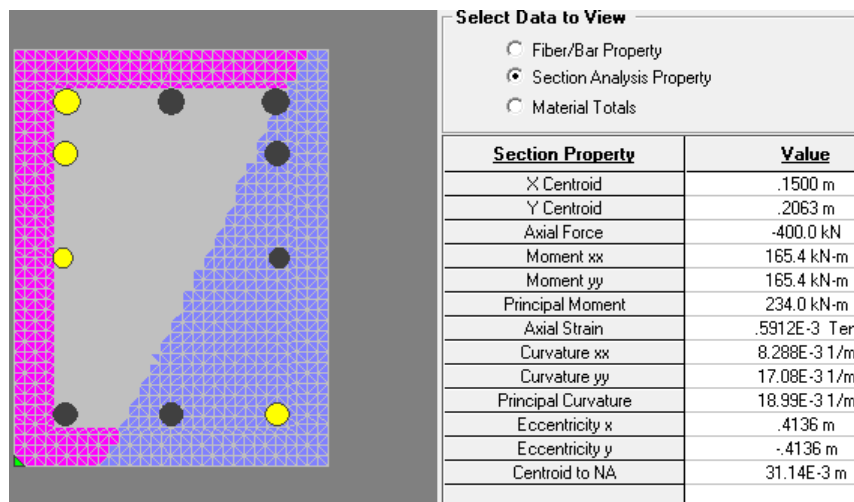 Select Data to View
Fiber/Bar Property
Section Analysis Property
Material Totals
Section Property Value
X Centroid .1500 m
Y Centroid .2063 m
Axial Force -400.0 kN
Moment xx 165.4 kN-m
Moment yy 165.4 kN-m
Principal Moment 234.0 kN-m
Axial Strain .5912E-3 Ter
Curvature xx 8.288E-3 1/m
Curvature yy 17.08E-3 1/m
Principal Curvature 18.99E-3 1/m
Eccentricity x .4136 m
Eccentricity y -.4136 m
Centroid to NA 31.14E-3 m